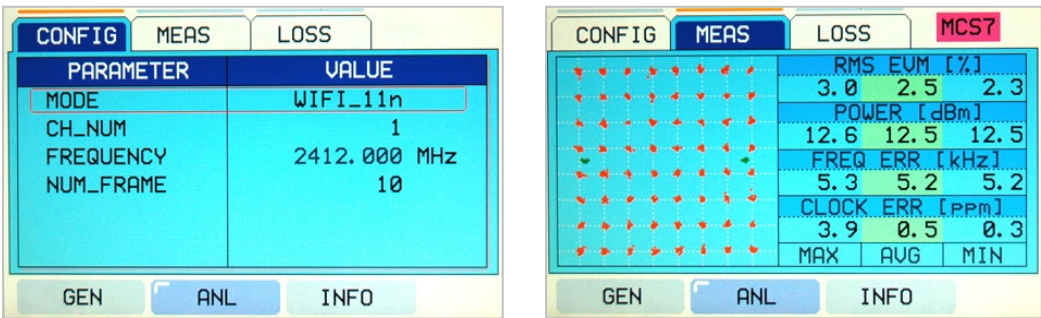 CONFIG MEAS LOSS
PARAMETER VALUE
MODE WIFI_11n
CH_NUM 1
FREQUENCY 2412.000 MHz
NUM_FRAME 10
GEN ANL INFO
CONFIG MEAS LOSS MCS7
RMS EVM [%]
3.0 2.5 2.3
POWER [dBm]
12.6 12.5 12.5
FREQ ERR [kHz]
5.3 5.2 5.2
CLOCK ERR [ppm]
3.9 0.5 0.3
MAX AVG MIN
GEN ANL INFO